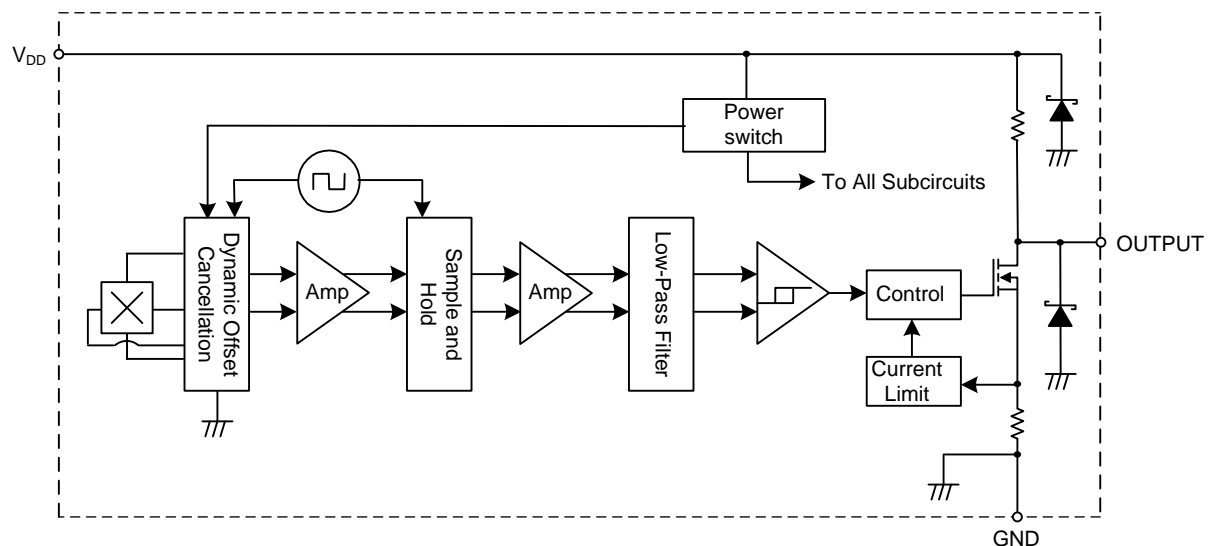 V_DD
Power
switch
To All Subcircuits
OUTPUT
Dynamic Offset
Cancellation
Amp
Sample and
Hold
Amp
Low-Pass Filter
Control
Current
Limit
GND